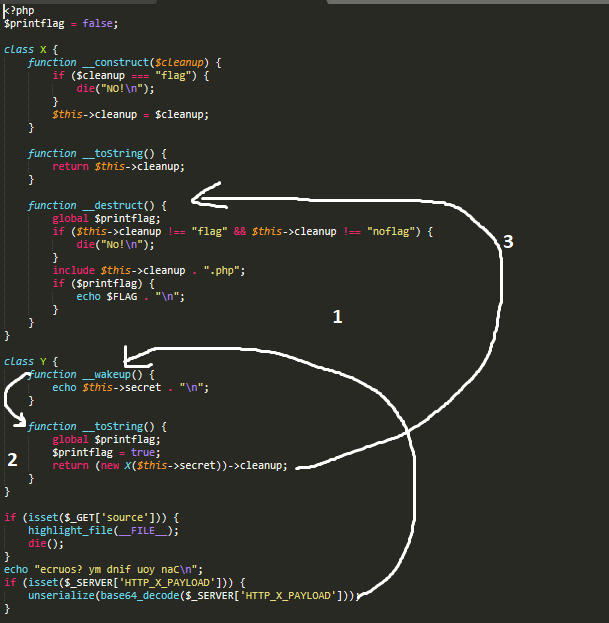 <?php
$printflag = false;

class X {
    function __construct($cleanup) {
        if ($cleanup === "flag") {
            die("NO!\n");
        }
        $this->cleanup = $cleanup;
    }

    function __toString() {
        return $this->cleanup;
    }

    function __destruct() {
        global $printflag;
        if ($this->cleanup !== "flag" && $this->cleanup !== "noflag") {
            die("No!\n");
        }
        include $this->cleanup . ".php";
        if ($printflag) {
            echo $FLAG . "\n";
        }
    }
}
3
1
class Y {
    function __wakeup() {
        echo $this->secret . "\n";
    }

    function __toString() {
        global $printflag;
        $printflag = true;
        return (new X($this->secret))->cleanup;
    }
}
2
if (isset($_GET['source'])) {
    highlight_file(__FILE__);
    die();
}
echo "ecruos? ym dnif uoy naC\n";
if (isset($_SERVER['HTTP_X_PAYLOAD'])) {
    unserialize(base64_decode($_SERVER['HTTP_X_PAYLOAD']));
}